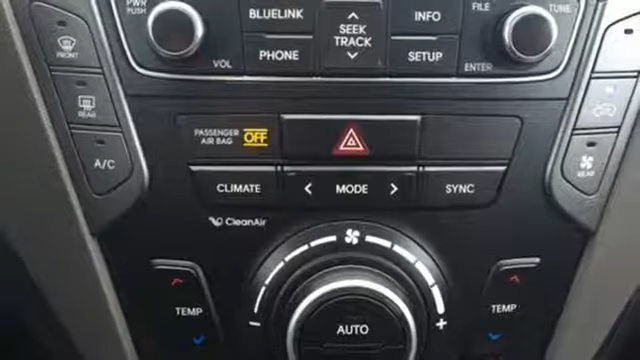 PWR
PUSH
VOL
BLUELINK
PHONE
SEEK
TRACK
INFO
SETUP
FILE
TUNE
ENTER
FRONT
REAR
A/C
PASSENGER
AIR BAG OFF
CLIMATE
< MODE >
SYNC
REAR
CleanAir
TEMP
- AUTO +
TEMP